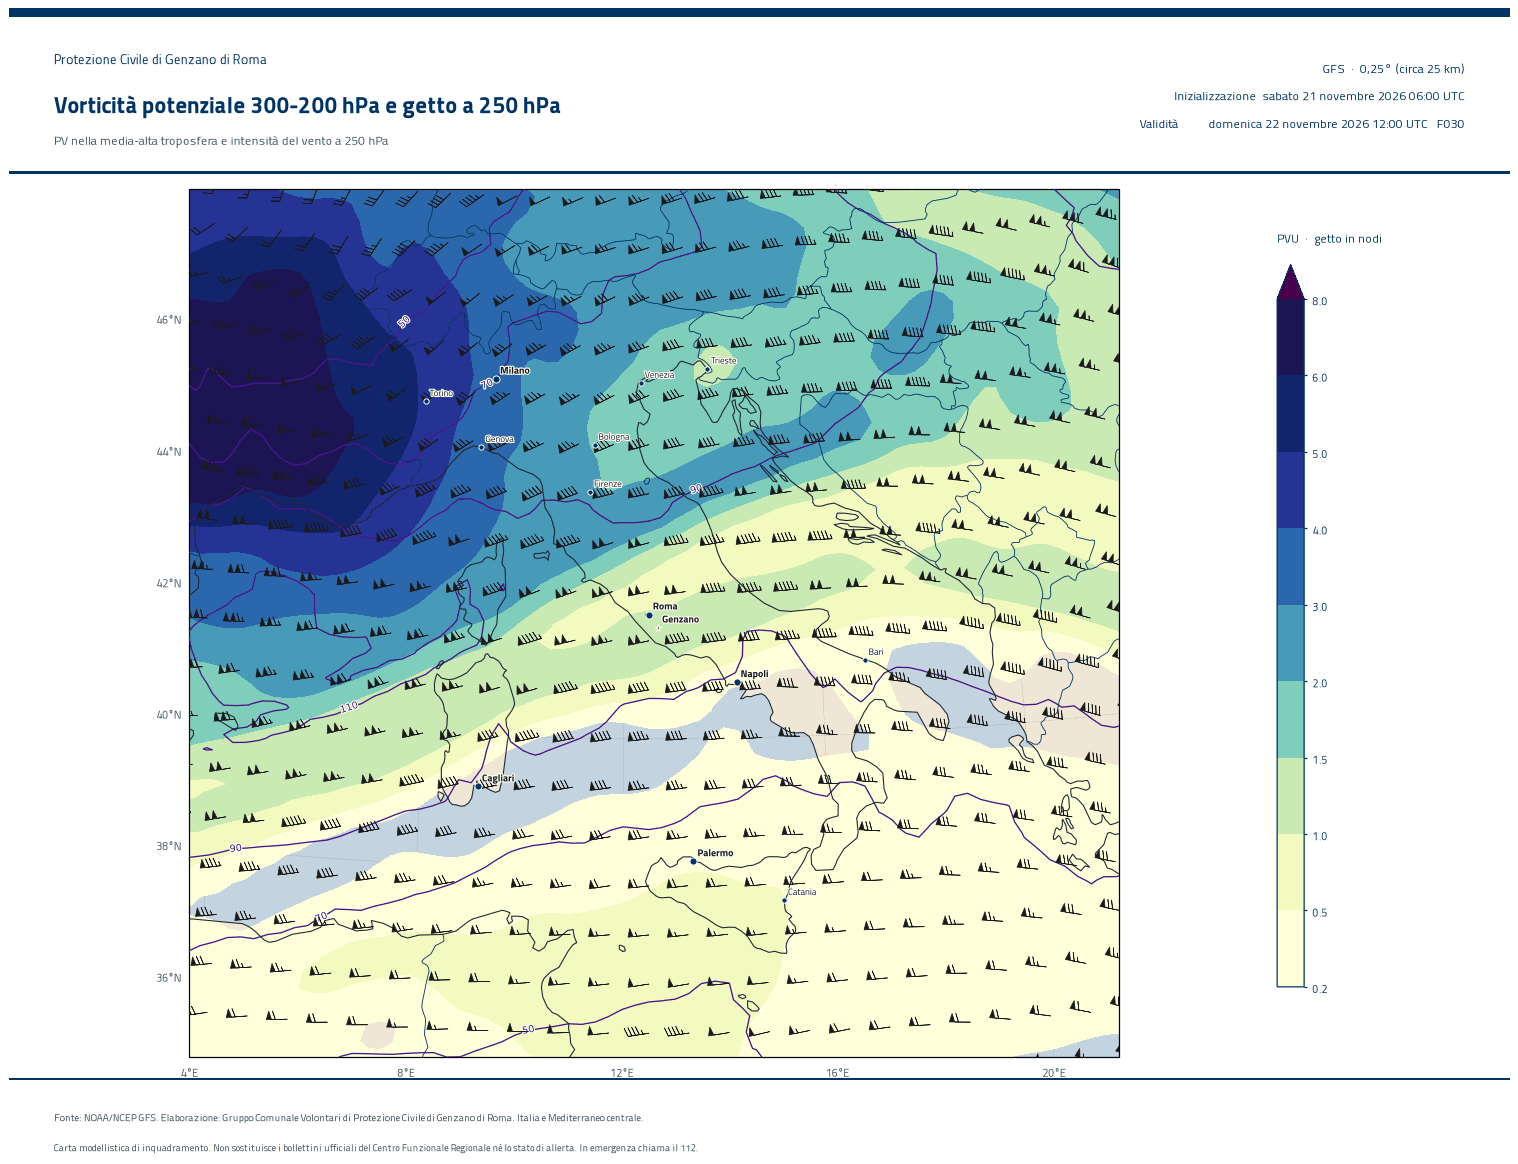 Protezione Civile di Genzano di Roma
Vorticità potenziale 300-200 hPa e getto a 250 hPa
PV nella media-alta troposfera e intensità del vento a 250 hPa
GFS · 0,25° (circa 25 km)
Inizializzazione sabato 21 novembre 2026 06:00 UTC
Validità domenica 22 novembre 2026 12:00 UTC F030
PVU · getto in nodi
8.0
6.0
5.0
4.0
3.0
2.0
1.5
1.0
0.5
0.2
46°N
44°N
42°N
40°N
38°N
36°N
4°E
8°E
12°E
16°E
20°E
50
Trieste
Milano
Venezia
70
Torino
Bologna
Genova
Firenze
90
Roma
Genzano
Bari
Napoli
110
Cagliari
90
Palermo
Catania
70
50
Fonte: NOAA/NCEP GFS. Elaborazione: Gruppo Comunale Volontari di Protezione Civile di Genzano di Roma. Italia e Mediterraneo centrale.
Carta modellistica di inquadramento. Non sostituisce i bollettini ufficiali del Centro Funzionale Regionale né lo stato di allerta. In emergenza chiama il 112.